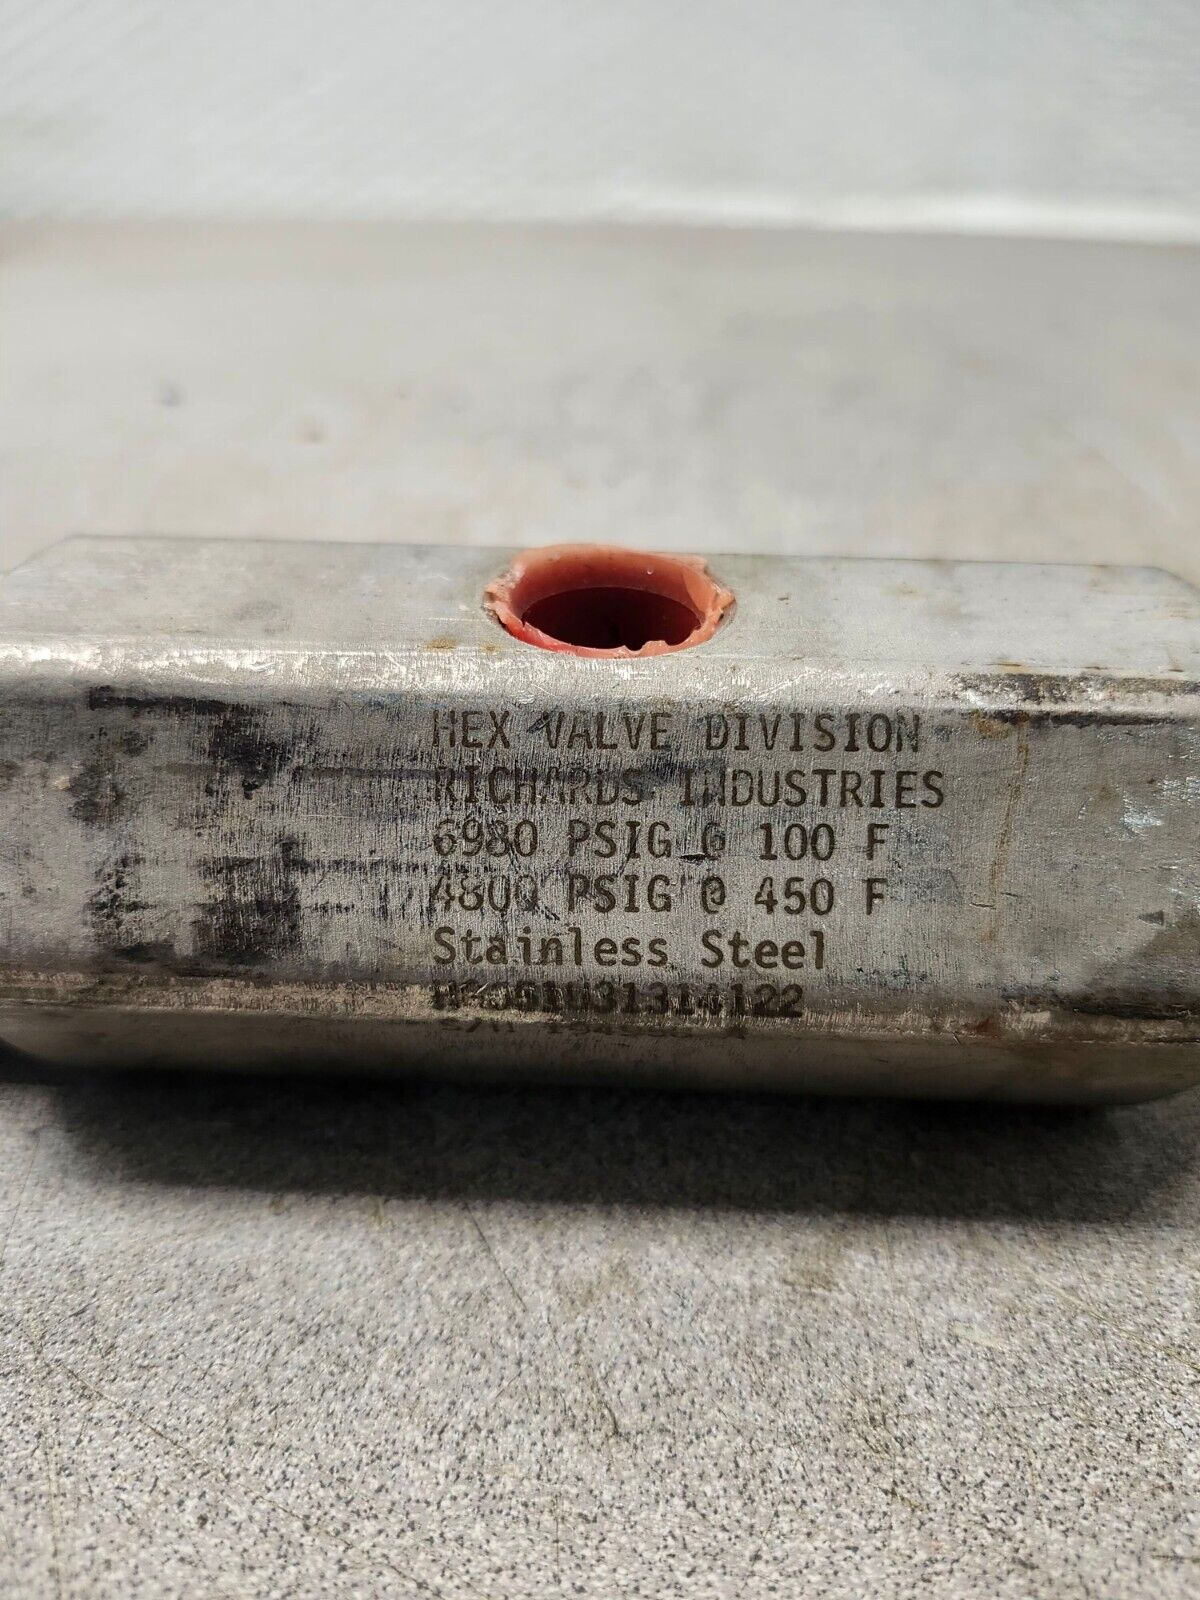 HEX VALVE DIVISION
RICHARDS INDUSTRIES
6980 PSIG @ 100 F
4800 PSIG @ 450 F
Stainless Steel